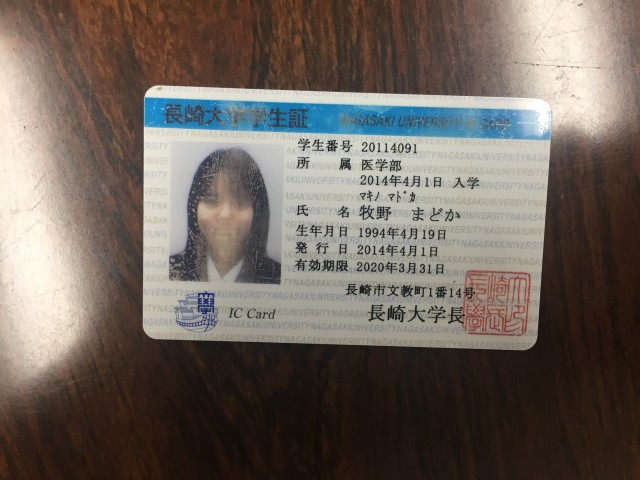 長崎大学学生証 NAGASAKI UNIVERSITY ID CARD
学生番号 20114091
所 属 医学部
2014年4月1日 入学
マキノ マドカ
氏 名 牧野 まどか
生年月日 1994年4月19日
発 行 日 2014年4月1日
有効期限 2020年3月31日
長崎市文教町1番14号
長崎大学長
IC Card